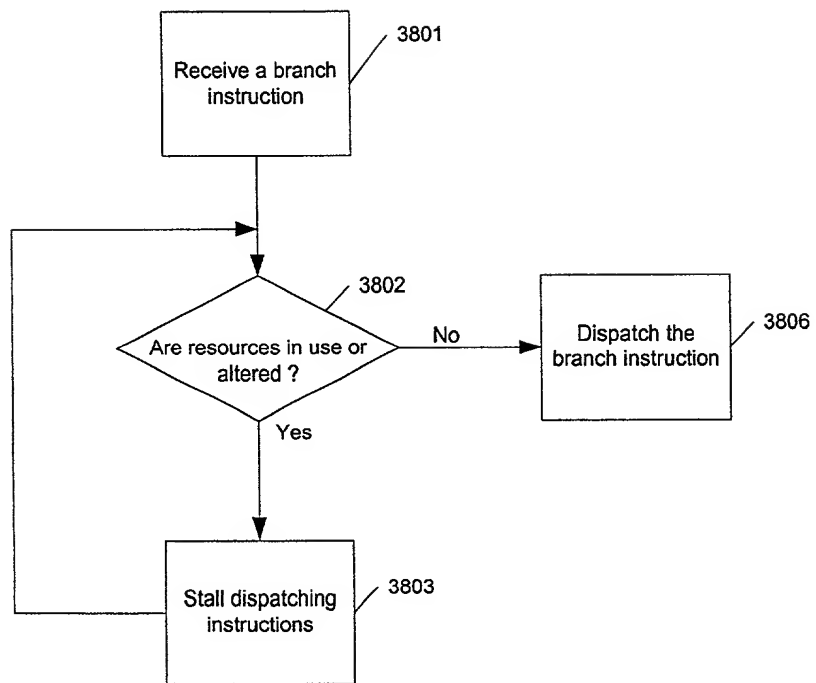 3801
Receive a branch
instruction
3802
Are resources in use or
altered ?
No
Dispatch the
branch instruction
3806
Yes
Stall dispatching
instructions
3803